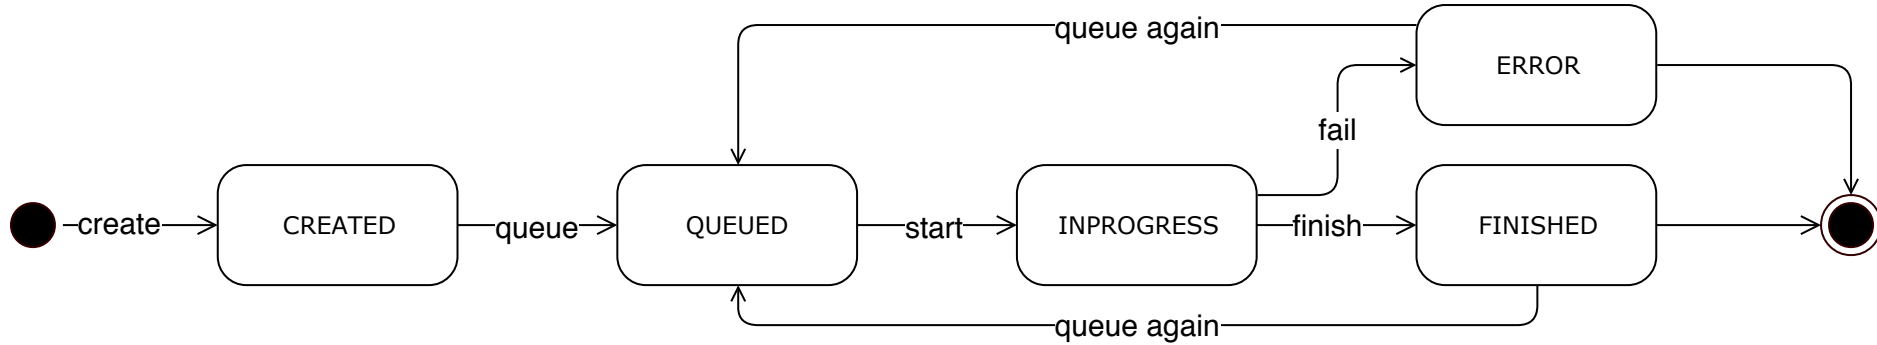 queue again
ERROR
fail
create
CREATED
queue
QUEUED
start
INPROGRESS
finish
FINISHED
queue again